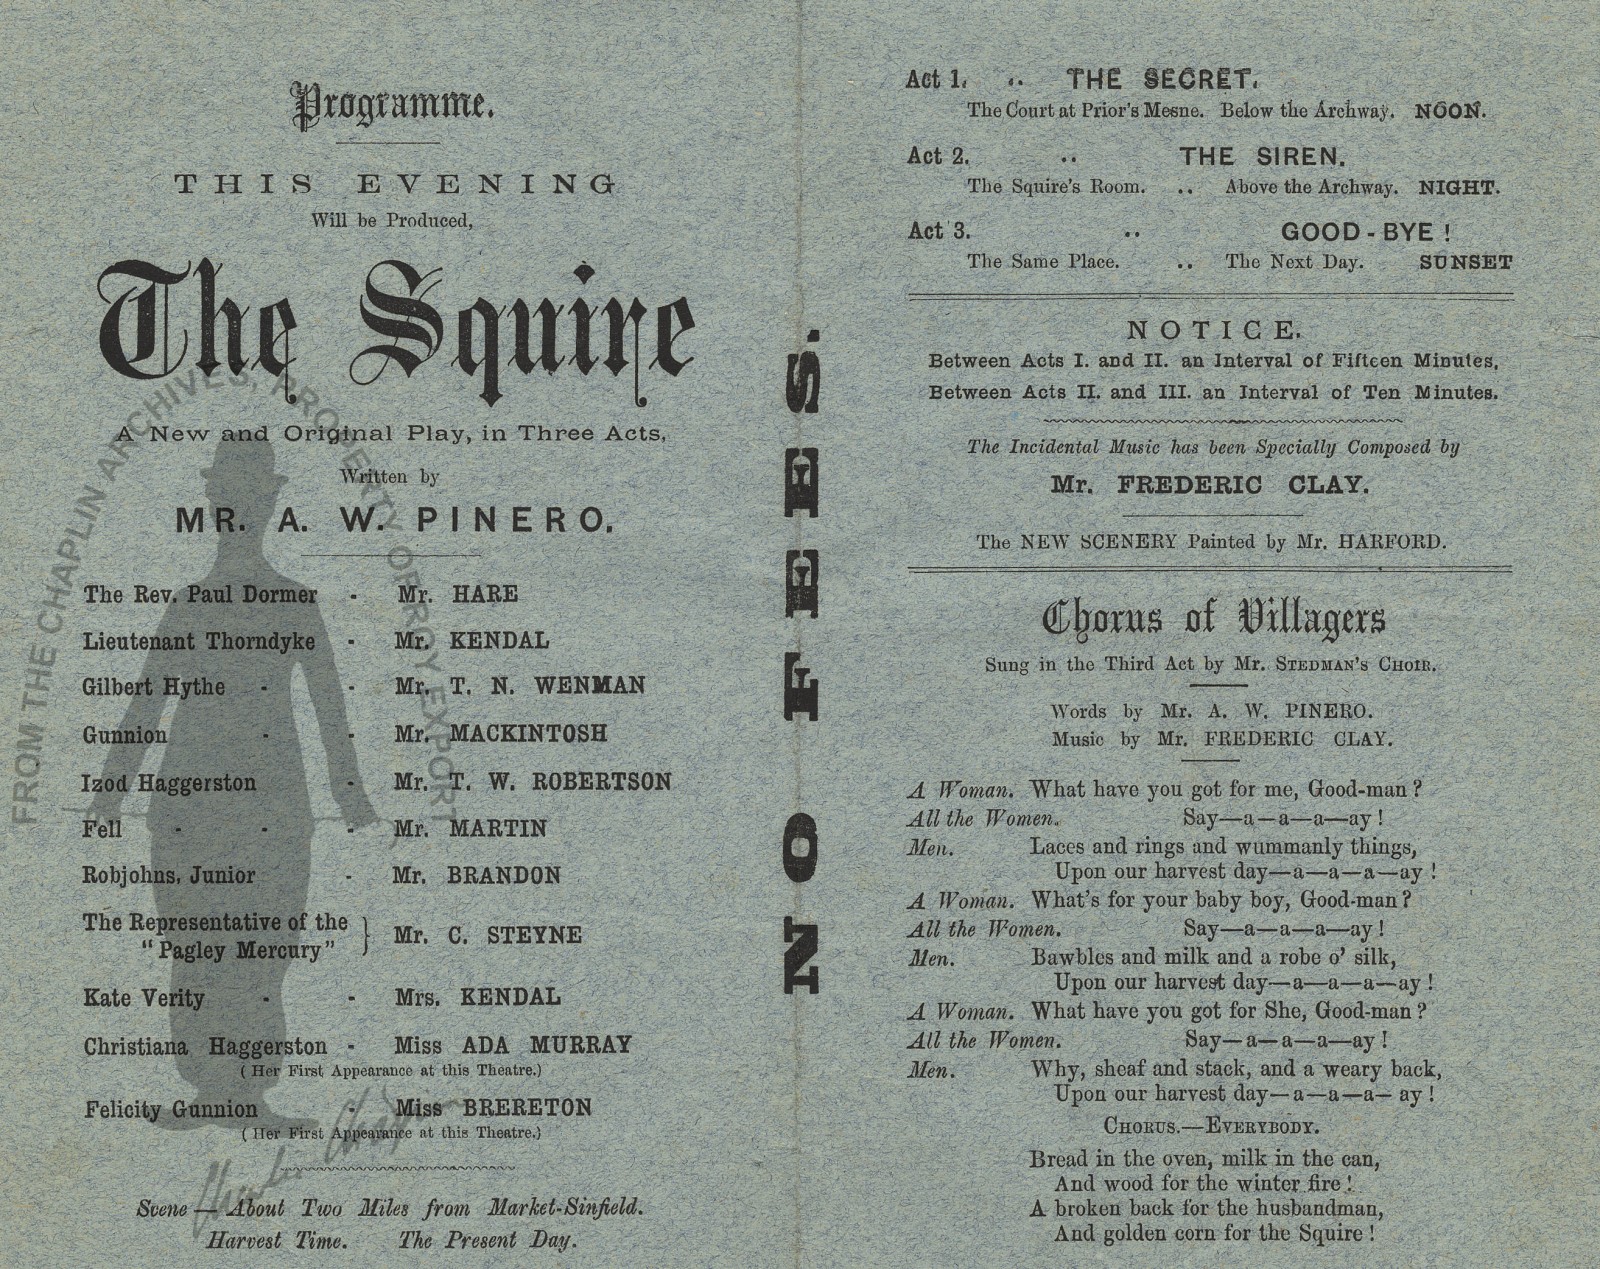 Programme.
THIS EVENING
Will be Produced,
The Squire
A New and Original Play, in Three Acts,
Written by
MR. A. W. PINERO.
The Rev. Paul Dormer - Mr. HARE
Lieutenant Thorndyke - Mr. KENDAL
Gilbert Hythe - - Mr. T. N. WENMAN
Gunnion - - Mr. MACKINTOSH
Izod Haggerston - Mr. T. W. ROBERTSON
Fell - - - Mr. MARTIN
Robjohns, Junior - Mr. BRANDON
The Representative of the
"Pagley Mercury" } Mr. C. STEYNE
Kate Verity - - Mrs. KENDAL
Christiana Haggerston - Miss ADA MURRAY
(Her First Appearance at this Theatre.)
Felicity Gunnion - Miss BRERETON
(Her First Appearance at this Theatre.)
Scene — About Two Miles from Market-Sinfield.
Harvest Time. The Present Day.
FROM THE CHAPLIN ARCHIVES, PROPERTY OF ROY EXPORT
Charlie Chaplin
NO FEES.
Act 1. .. THE SECRET.
The Court at Prior's Mesne. Below the Archway. NOON.
Act 2. .. THE SIREN.
The Squire's Room. .. Above the Archway. NIGHT.
Act 3. .. GOOD-BYE !
The Same Place. .. The Next Day. SUNSET
NOTICE.
Between Acts I. and II. an Interval of Fifteen Minutes,
Between Acts II. and III. an Interval of Ten Minutes.
The Incidental Music has been Specially Composed by
Mr. FREDERIC CLAY.
The NEW SCENERY Painted by Mr. HARFORD.
Chorus of Villagers
Sung in the Third Act by Mr. STEDMAN'S CHOIR.
Words by Mr. A. W. PINERO.
Music by Mr. FREDERIC CLAY.
A Woman. What have you got for me, Good-man ?
All the Women. Say—a—a—a—ay !
Men. Laces and rings and wummanly things,
Upon our harvest day—a—a—a—ay !
A Woman. What's for your baby boy, Good-man ?
All the Women. Say—a—a—a—ay !
Men. Bawbles and milk and a robe o' silk,
Upon our harvest day—a—a—a—ay !
A Woman. What have you got for She, Good-man ?
All the Women. Say—a—a—a—ay !
Men. Why, sheaf and stack, and a weary back,
Upon our harvest day—a—a—a—ay !
CHORUS.—EVERYBODY.
Bread in the oven, milk in the can,
And wood for the winter fire !
A broken back for the husbandman,
And golden corn for the Squire !